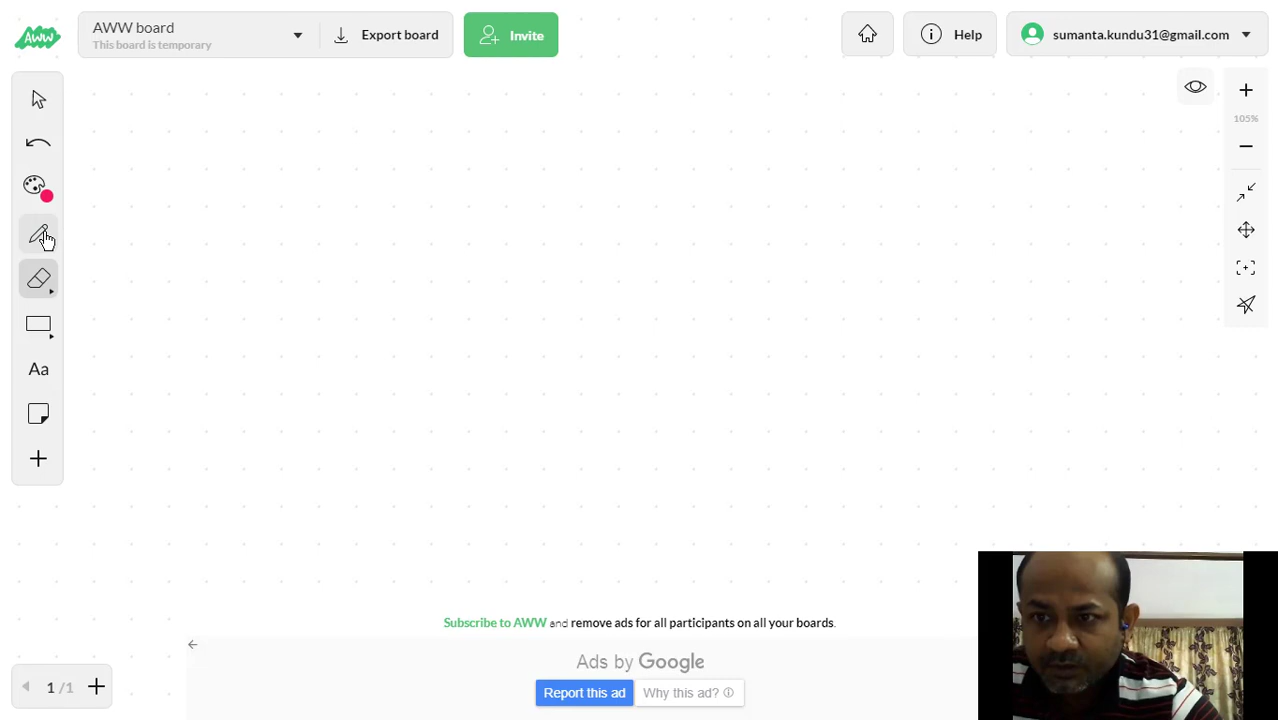 AWW
AWW board
This board is temporary
Export board
Invite
Help
sumanta.kundu31@gmail.com
105%
Aa
Subscribe to AWW and remove ads for all participants on all your boards.
Ads by Google
Report this ad
Why this ad?
1 /1